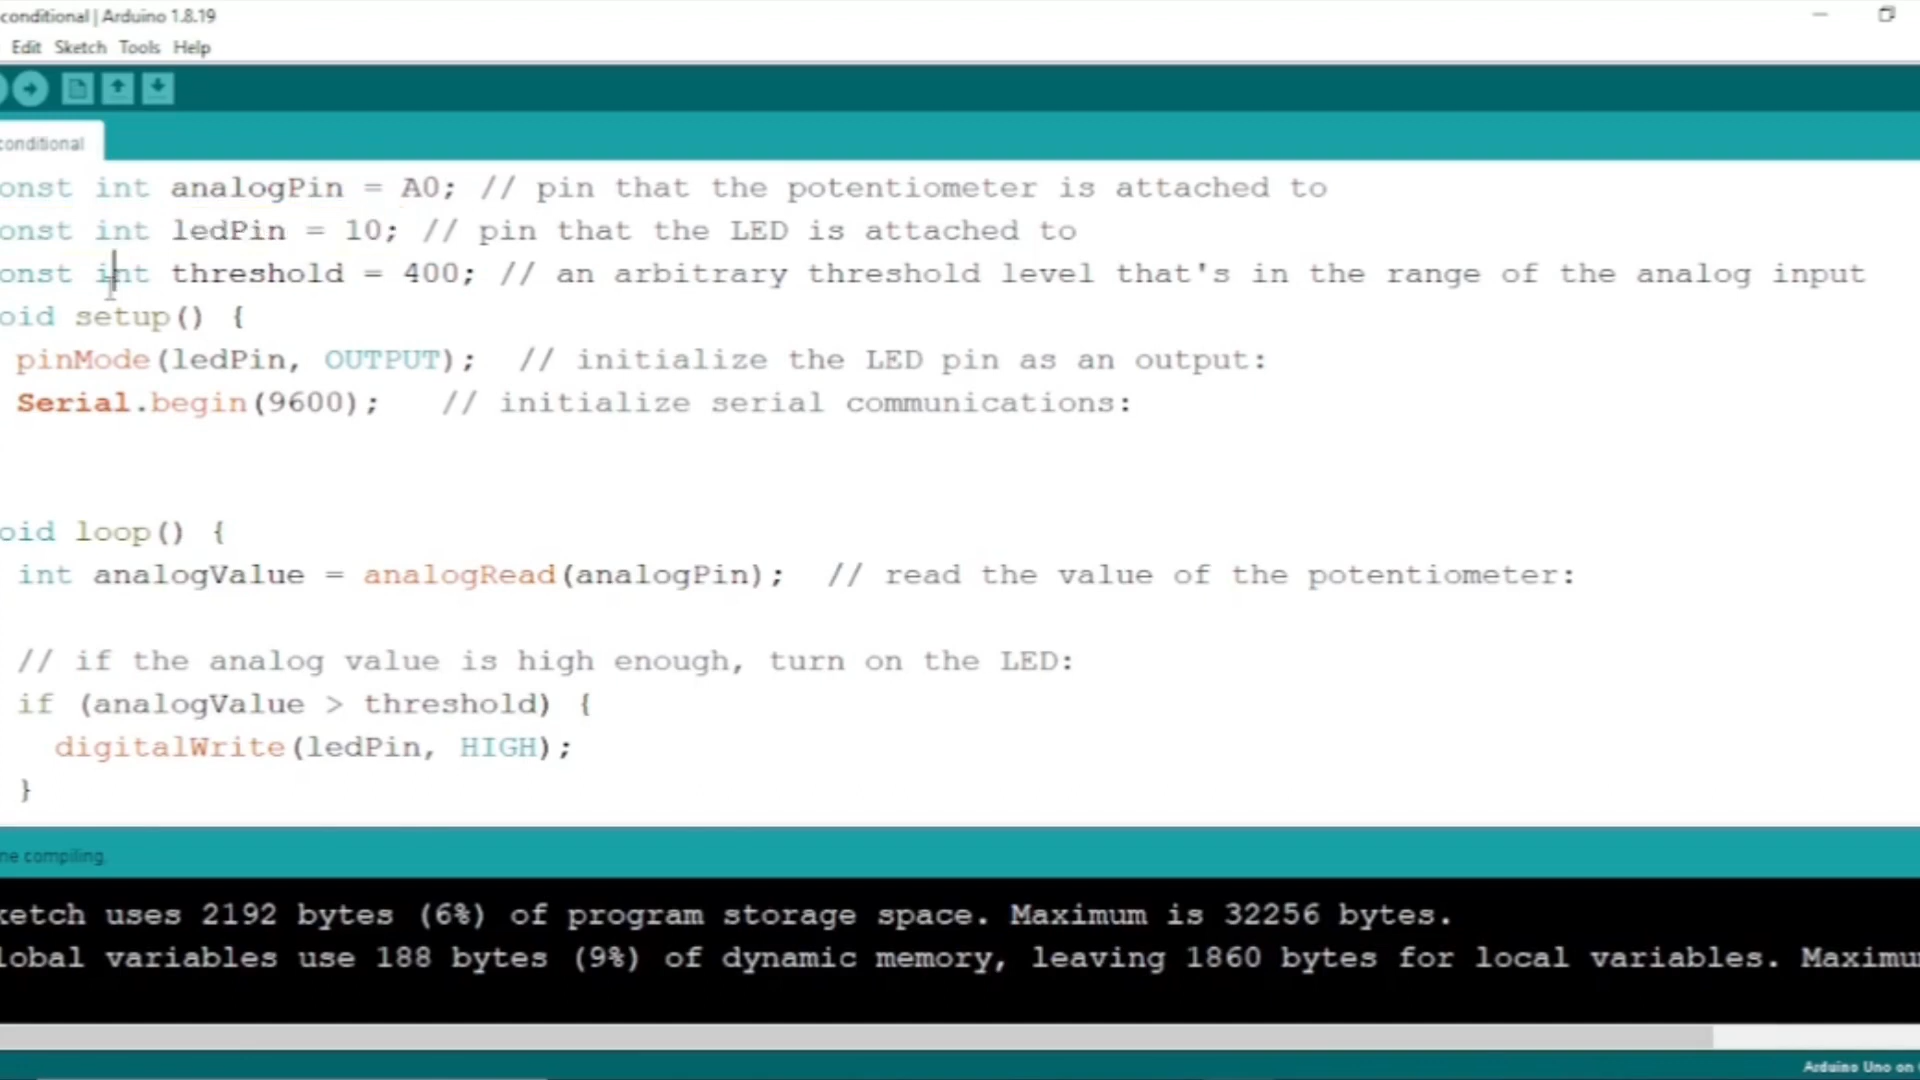 conditional | Arduino 1.8.19
Edit Sketch Tools Help
conditional
onst int analogPin = A0; // pin that the potentiometer is attached to
onst int ledPin = 10; // pin that the LED is attached to
onst int threshold = 400; // an arbitrary threshold level that's in the range of the analog input
oid setup() {
pinMode(ledPin, OUTPUT); // initialize the LED pin as an output:
Serial.begin(9600); // initialize serial communications:
oid loop() {
int analogValue = analogRead(analogPin); // read the value of the potentiometer:
// if the analog value is high enough, turn on the LED:
if (analogValue > threshold) {
digitalWrite(ledPin, HIGH);
}
ne compiling.
ketch uses 2192 bytes (6%) of program storage space. Maximum is 32256 bytes.
lobal variables use 188 bytes (9%) of dynamic memory, leaving 1860 bytes for local variables. Maximu
Arduino Uno on